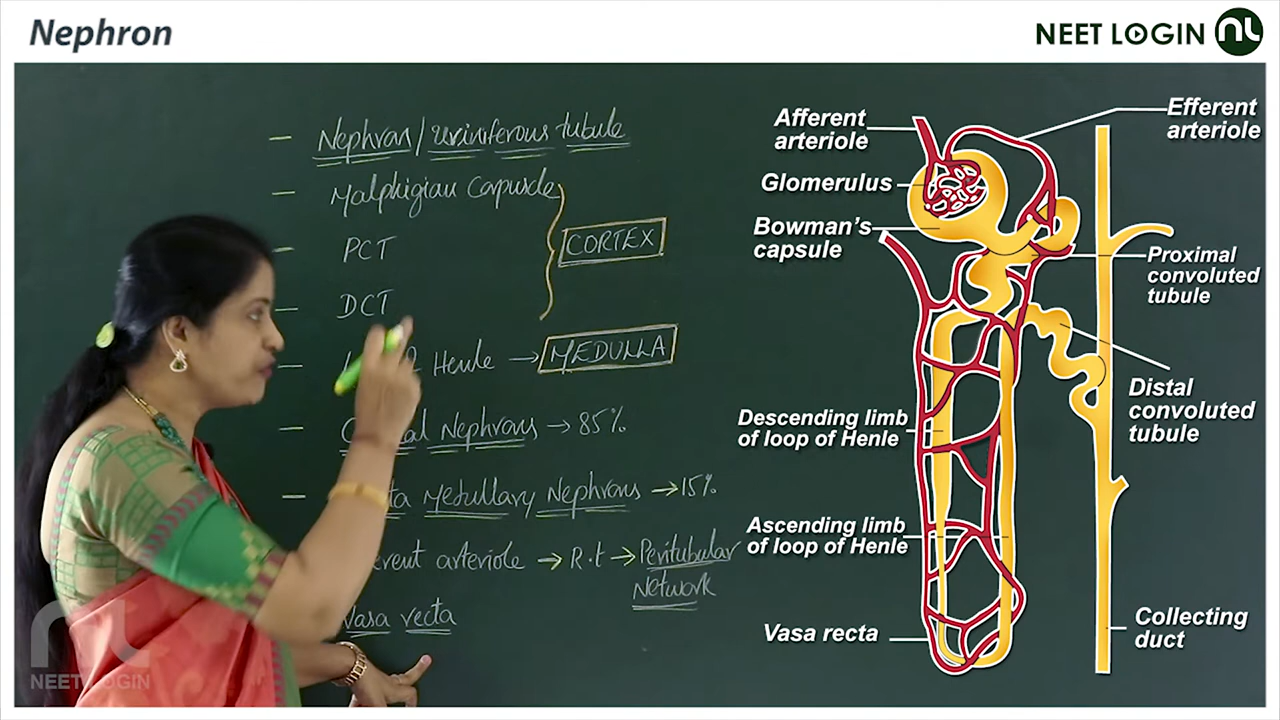 Nephron
NEET LOGIN nl
Nephron / Uriniferous tubule
Malphigian Capsule
PCT
DCT
CORTEX
Henle → MEDULLA
Nephrons → 85%
Medullary Nephrons → 15%
arteriole → R.t → Peritubular
Network
Vasa recta
Afferent
arteriole
Efferent
arteriole
Glomerulus
Bowman's
capsule
Proximal
convoluted
tubule
Distal
convoluted
tubule
Descending limb
of loop of Henle
Ascending limb
of loop of Henle
Vasa recta
Collecting
duct
nl
NEET LOGIN